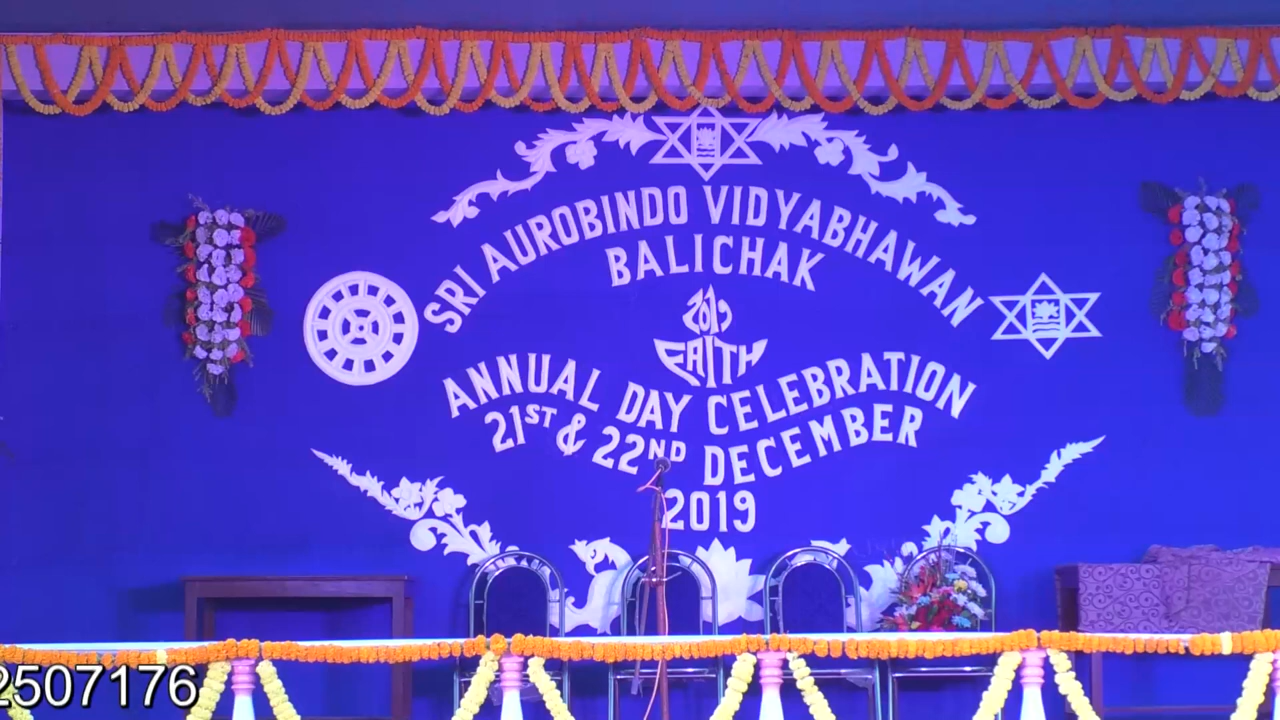 SRI AUROBINDO VIDYABHAWAN
BALICHAK
2019
FAITH
ANNUAL DAY CELEBRATION
21ST & 22ND DECEMBER
2019
2507176